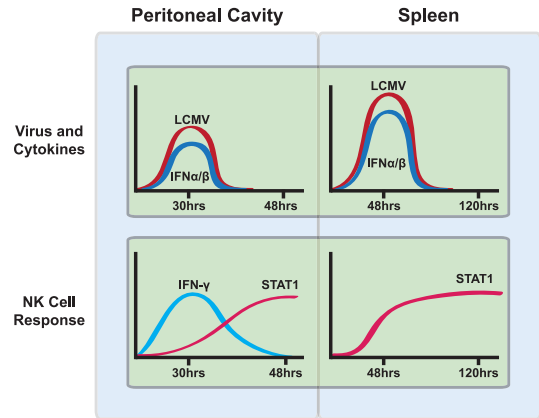 Peritoneal Cavity
Spleen
Virus and
Cytokines
LCMV
IFNα/β
30hrs
48hrs
LCMV
IFNα/β
48hrs
120hrs
NK Cell
Response
IFN-γ
STAT1
30hrs
48hrs
STAT1
48hrs
120hrs